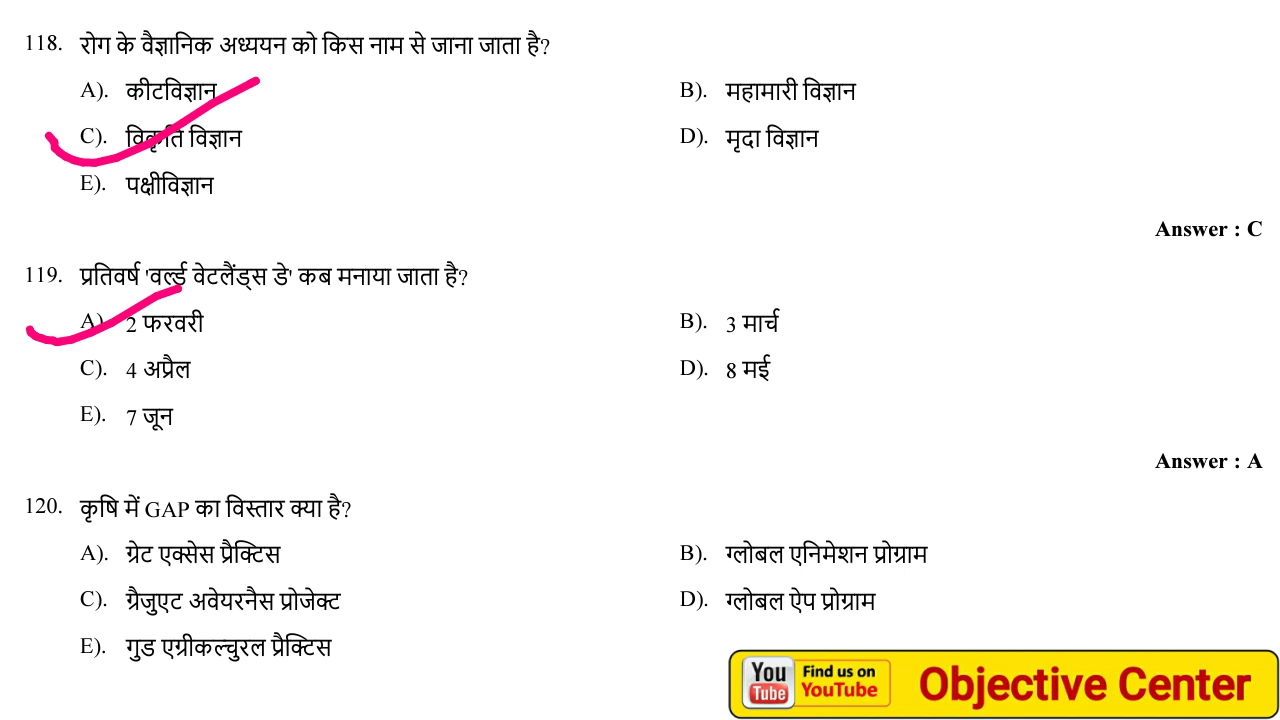 118. रोग के वैज्ञानिक अध्ययन को किस नाम से जाना जाता है?
A). कीटविज्ञान B). महामारी विज्ञान
C). विकृति विज्ञान D). मृदा विज्ञान
E). पक्षीविज्ञान
Answer : C
119. प्रतिवर्ष 'वर्ल्ड वेटलैंड्स डे' कब मनाया जाता है?
A). 2 फरवरी B). 3 मार्च
C). 4 अप्रैल D). 8 मई
E). 7 जून
Answer : A
120. कृषि में GAP का विस्तार क्या है?
A). ग्रेट एक्सेस प्रैक्टिस B). ग्लोबल एनिमेशन प्रोग्राम
C). ग्रैजुएट अवेयरनैस प्रोजेक्ट D). ग्लोबल ऐप प्रोग्राम
E). गुड एग्रीकल्चुरल प्रैक्टिस
You Tube Find us on YouTube Objective Center